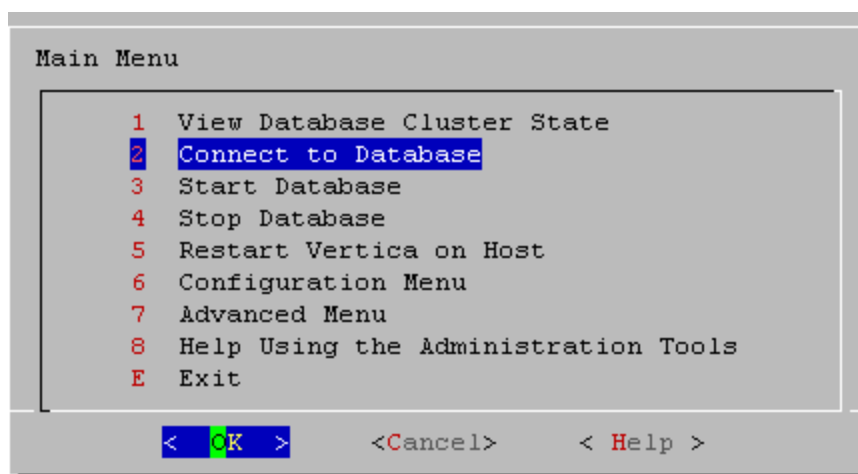 Main Menu
1 View Database Cluster State
2 Connect to Database
3 Start Database
4 Stop Database
5 Restart Vertica on Host
6 Configuration Menu
7 Advanced Menu
8 Help Using the Administration Tools
E Exit
< OK > <Cancel> < Help >